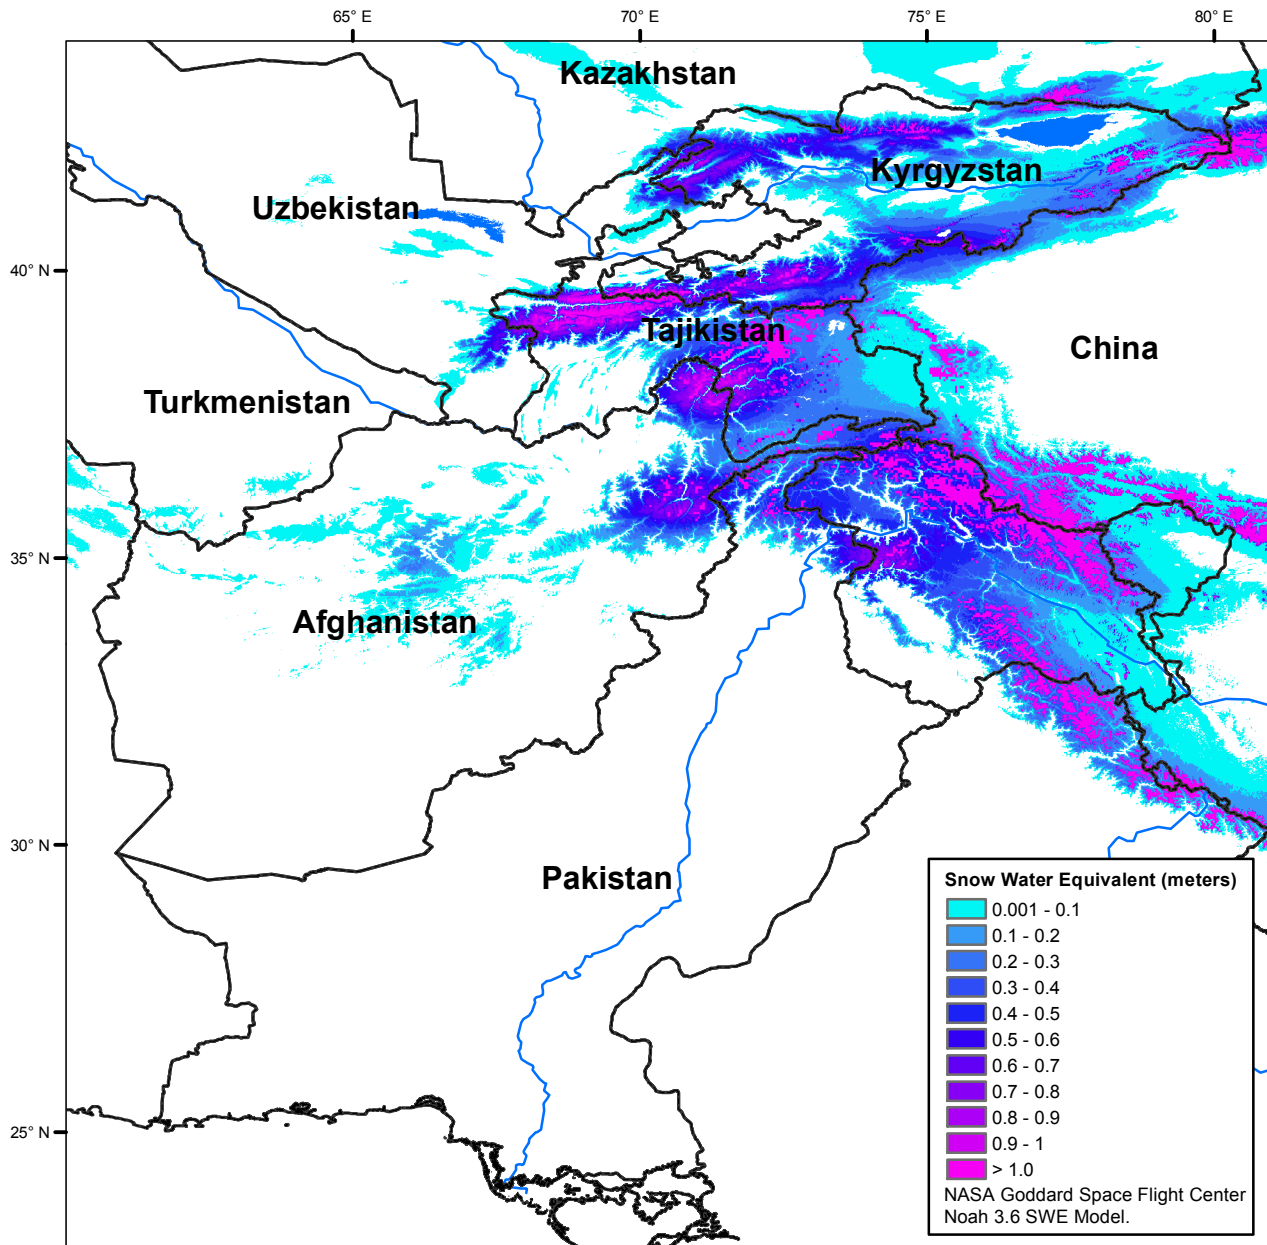 65° E
70° E
75° E
80° E
Kazakhstan
Kyrgyzstan
Uzbekistan
40° N
Tajikistan
China
Turkmenistan
35° N
Afghanistan
30° N
Pakistan
25° N
Snow Water Equivalent (meters)
0.001 - 0.1
0.1 - 0.2
0.2 - 0.3
0.3 - 0.4
0.4 - 0.5
0.5 - 0.6
0.6 - 0.7
0.7 - 0.8
0.8 - 0.9
0.9 - 1
> 1.0
NASA Goddard Space Flight Center
Noah 3.6 SWE Model.